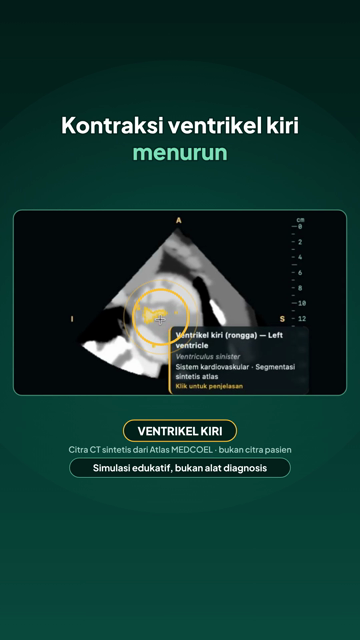 Kontraksi ventrikel kiri
menurun
A
cm
0
2
4
6
8
10
12
I
S
Ventrikel kiri (rongga) — Left
ventricle
Ventriculus sinister
Sistem kardiovaskular · Segmentasi
sintetis atlas
Klik untuk penjelasan
VENTRIKEL KIRI
Citra CT sintetis dari Atlas MEDCOEL · bukan citra pasien
Simulasi edukatif, bukan alat diagnosis